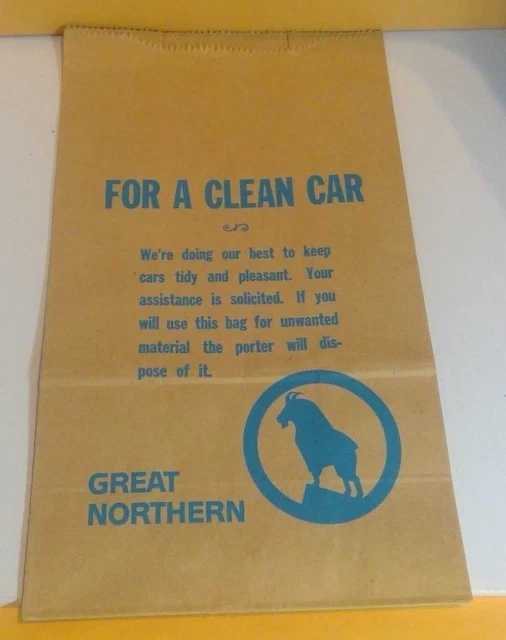 FOR A CLEAN CAR
We're doing our best to keep
cars tidy and pleasant. Your
assistance is solicited. If you
will use this bag for unwanted
material the porter will dis-
pose of it.
GREAT
NORTHERN